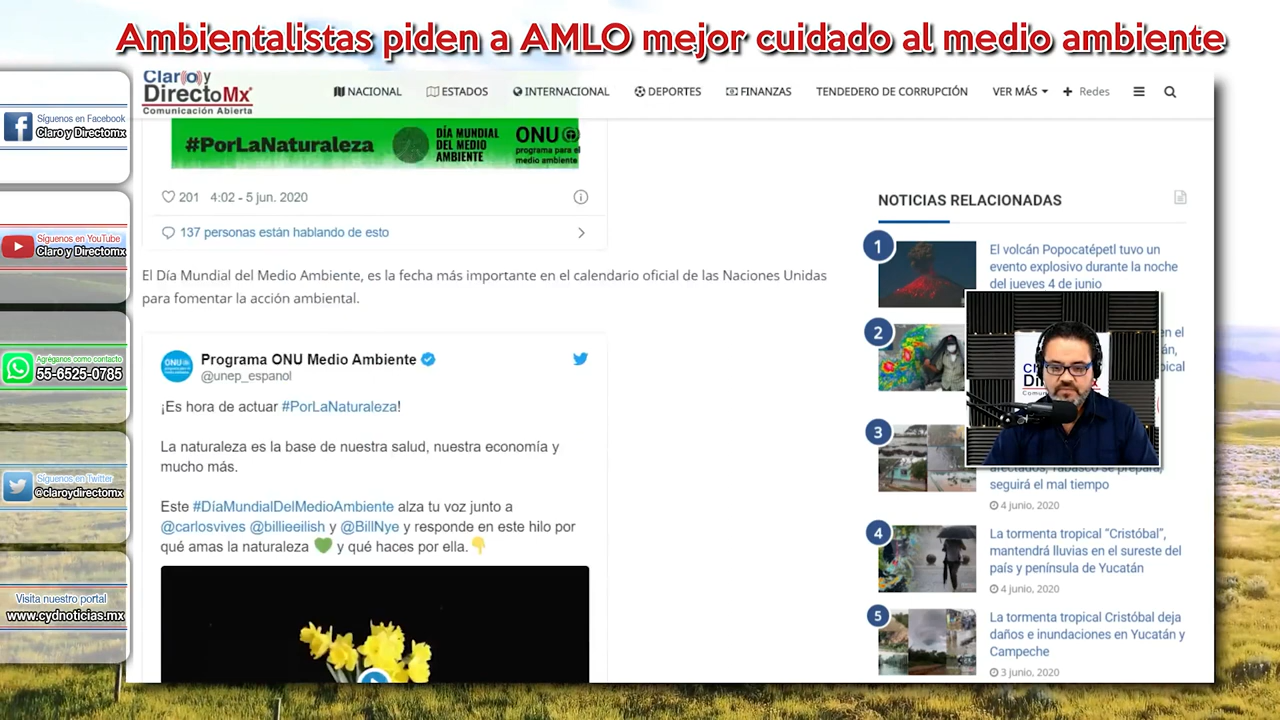 Ambientalistas piden a AMLO mejor cuidado al medio ambiente
Síguenos en Facebook
Claro y Directomx
Síguenos en YouTube
Claro y Directomx
Agréganos como contacto
55-6525-0785
Síguenos en Twitter
@claroydirectomx
Visita nuestro portal
www.cydnoticias.mx
Claro y
DirectoMx
Comunicación Abierta
NACIONAL
ESTADOS
INTERNACIONAL
DEPORTES
FINANZAS
TENDEDERO DE CORRUPCIÓN
VER MÁS
Redes
#PorLaNaturaleza
DÍA MUNDIAL
DEL MEDIO
AMBIENTE
ONU
programa para el
medio ambiente
201 4:02 - 5 jun. 2020
137 personas están hablando de esto
El Día Mundial del Medio Ambiente, es la fecha más importante en el calendario oficial de las Naciones Unidas
para fomentar la acción ambiental.
ONU
Programa ONU Medio Ambiente
@unep_espanol
¡Es hora de actuar #PorLaNaturaleza!
La naturaleza es la base de nuestra salud, nuestra economía y
mucho más.
Este #DíaMundialDelMedioAmbiente alza tu voz junto a
@carlosvives @billieeilish y @BillNye y responde en este hilo por
qué amas la naturaleza 💚 y qué haces por ella.👇
NOTICIAS RELACIONADAS
1
El volcán Popocatépetl tuvo un
evento explosivo durante la noche
del jueves 4 de junio
2
en el
pical
3
afectados, Tabasco se prepara,
seguirá el mal tiempo
4 junio, 2020
4
La tormenta tropical “Cristóbal”,
mantendrá lluvias en el sureste del
país y península de Yucatán
4 junio, 2020
5
La tormenta tropical Cristóbal deja
daños e inundaciones en Yucatán y
Campeche
3 junio, 2020